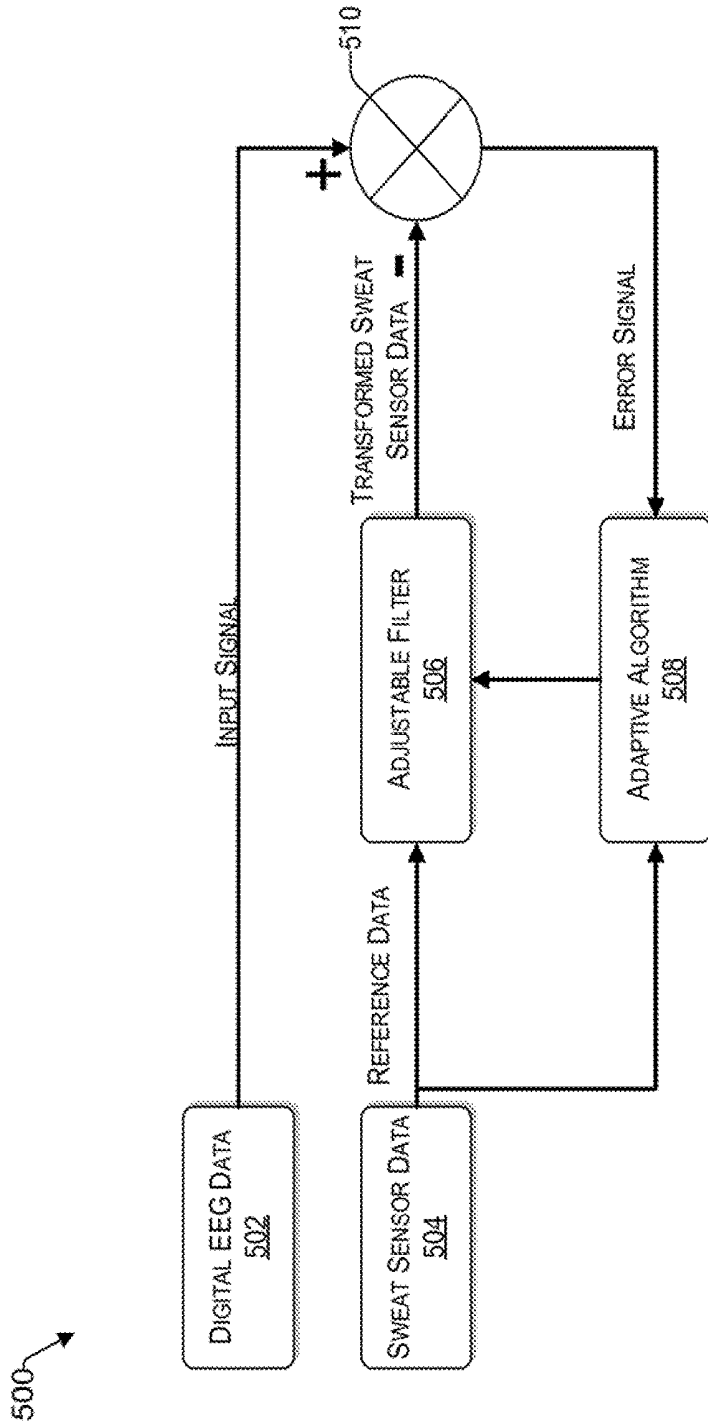 500
DIGITAL EEG DATA
502
INPUT SIGNAL
+
510
SWEAT SENSOR DATA
504
REFERENCE DATA
ADJUSTABLE FILTER
506
TRANSFORMED SWEAT
SENSOR DATA
-
ADAPTIVE ALGORITHM
508
ERROR SIGNAL